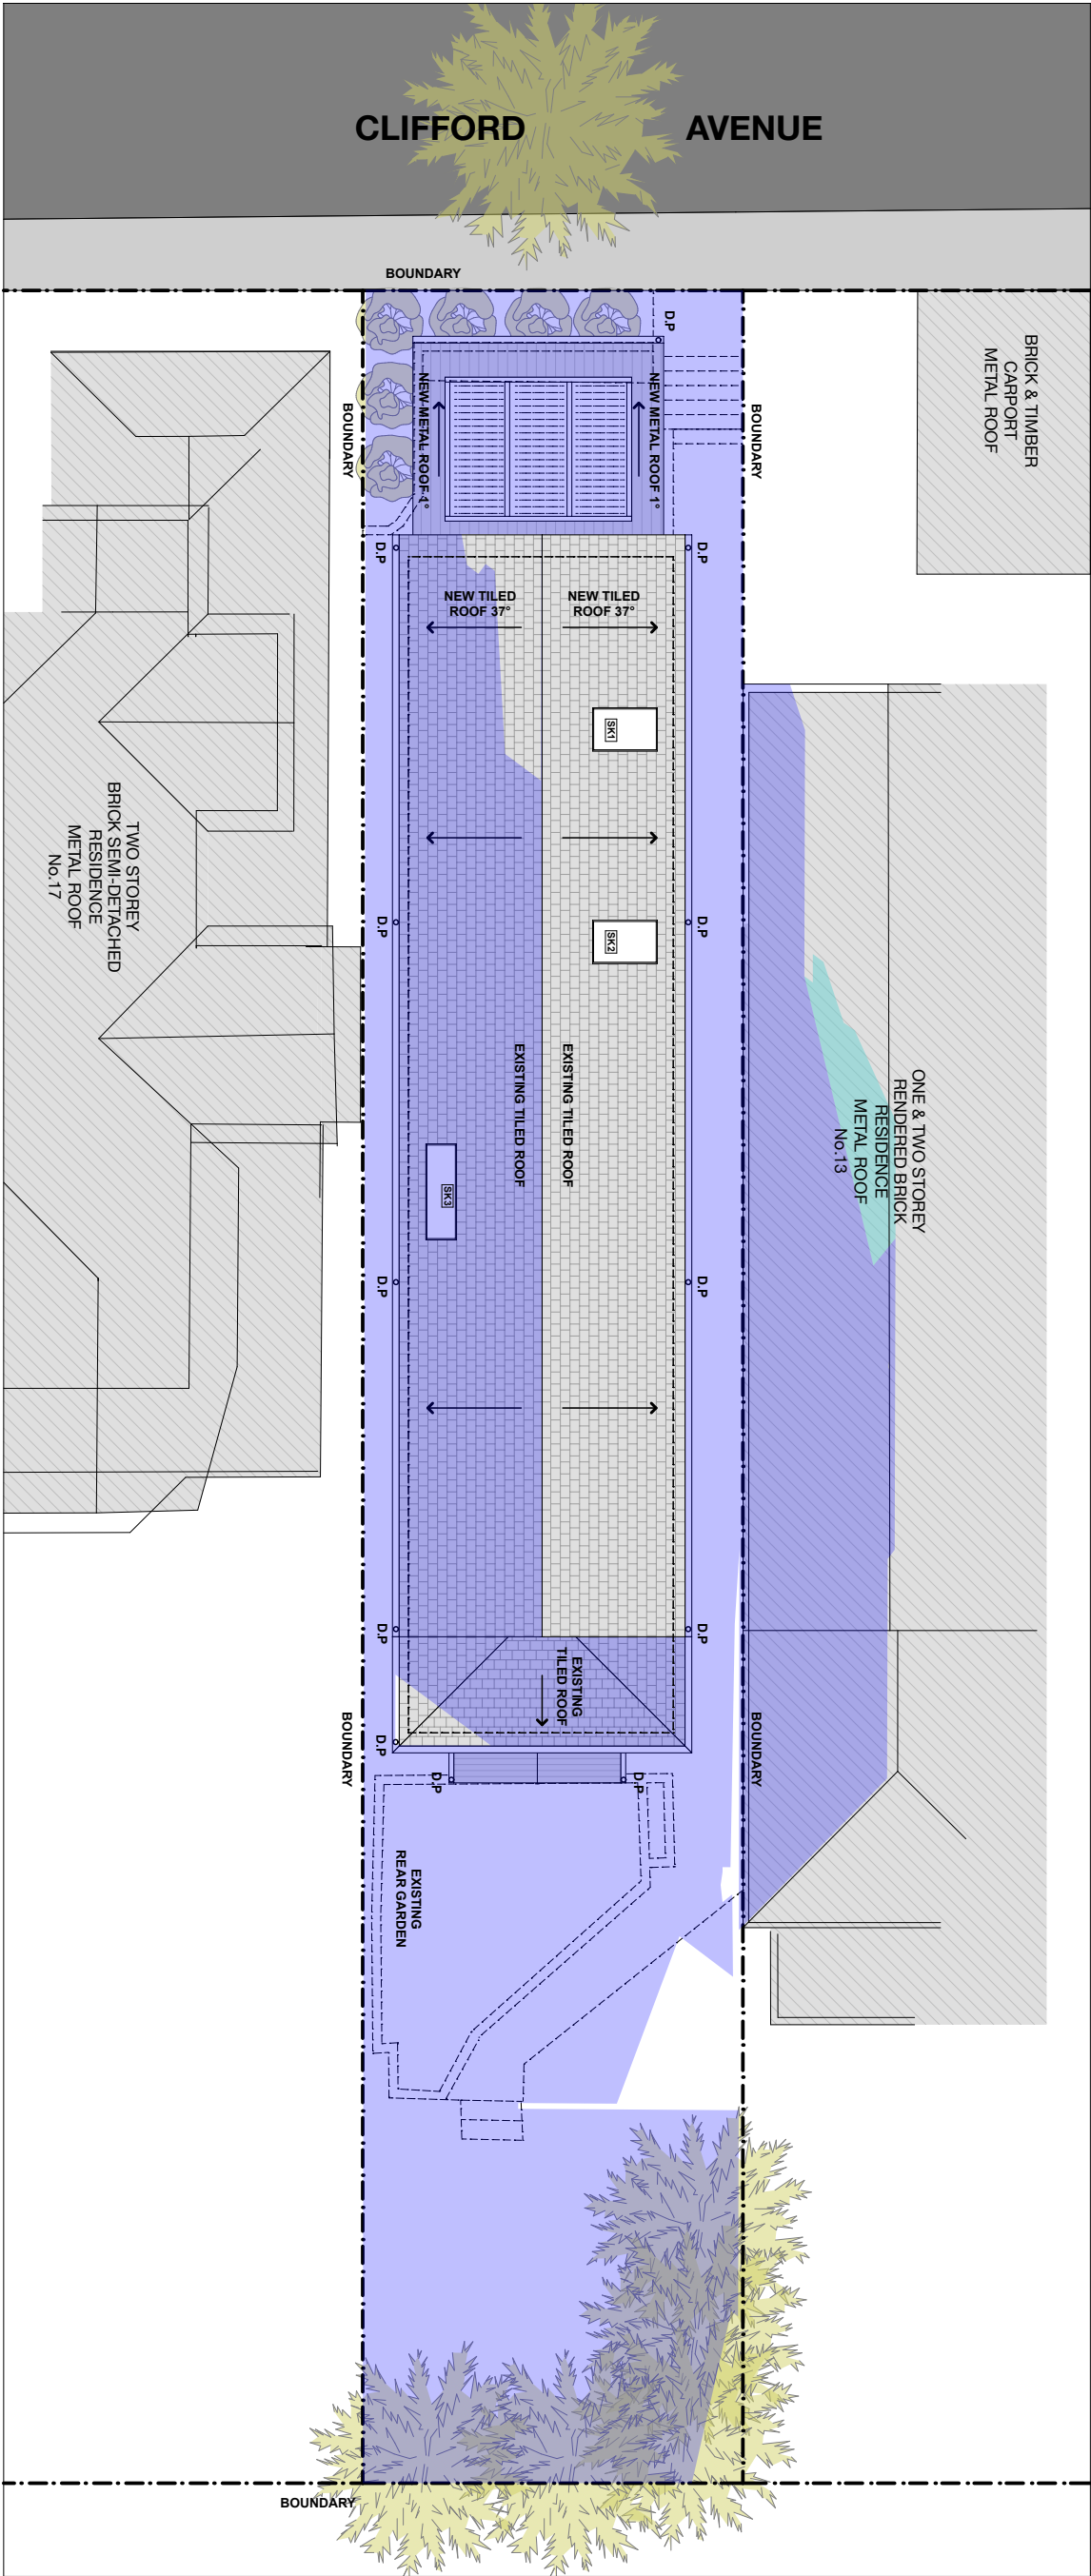 CLIFFORD AVENUE
BOUNDARY
D.P
BRICK & TIMBER
CARPORT
METAL ROOF
BOUNDARY
BOUNDARY
NEW METAL ROOF 1°
NEW METAL ROOF 1°
D.P
D.P
NEW TILED
ROOF 37°
NEW TILED
ROOF 37°
SK1
TWO STOREY
BRICK SEMI-DETACHED
RESIDENCE
METAL ROOF
No.17
D.P
D.P
SK2
EXISTING TILED ROOF
EXISTING TILED ROOF
ONE & TWO STOREY
RENDERED BRICK
RESIDENCE
METAL ROOF
No.13
SK3
D.P
D.P
D.P
D.P
EXISTING
TILED ROOF
BOUNDARY
BOUNDARY
D.P
D.P
D.P
EXISTING
REAR GARDEN
BOUNDARY